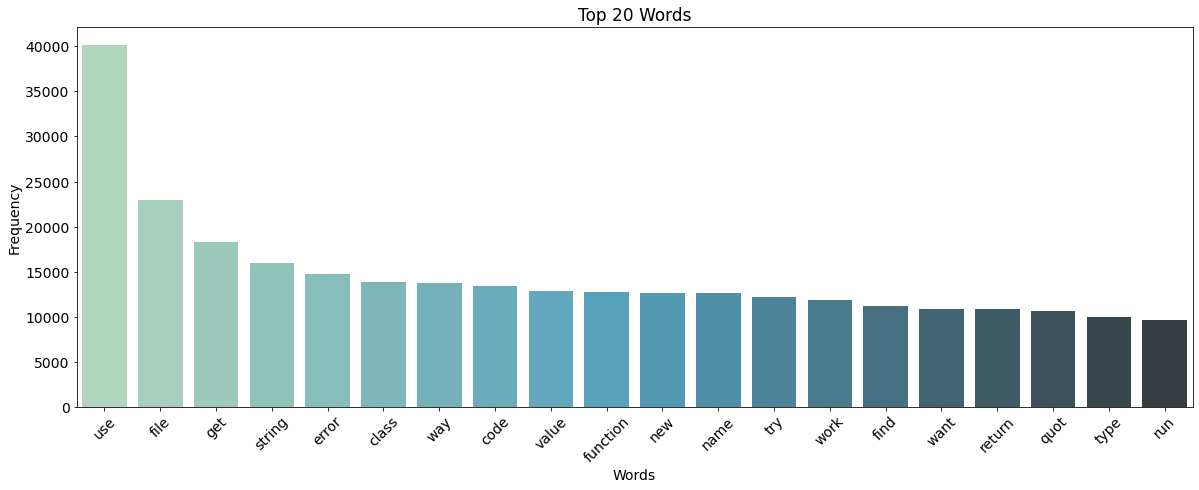 Top 20 Words
Frequency
40000
35000
30000
25000
20000
15000
10000
5000
0
use file get string error class way code value function new name try work find want return quot type run
Words